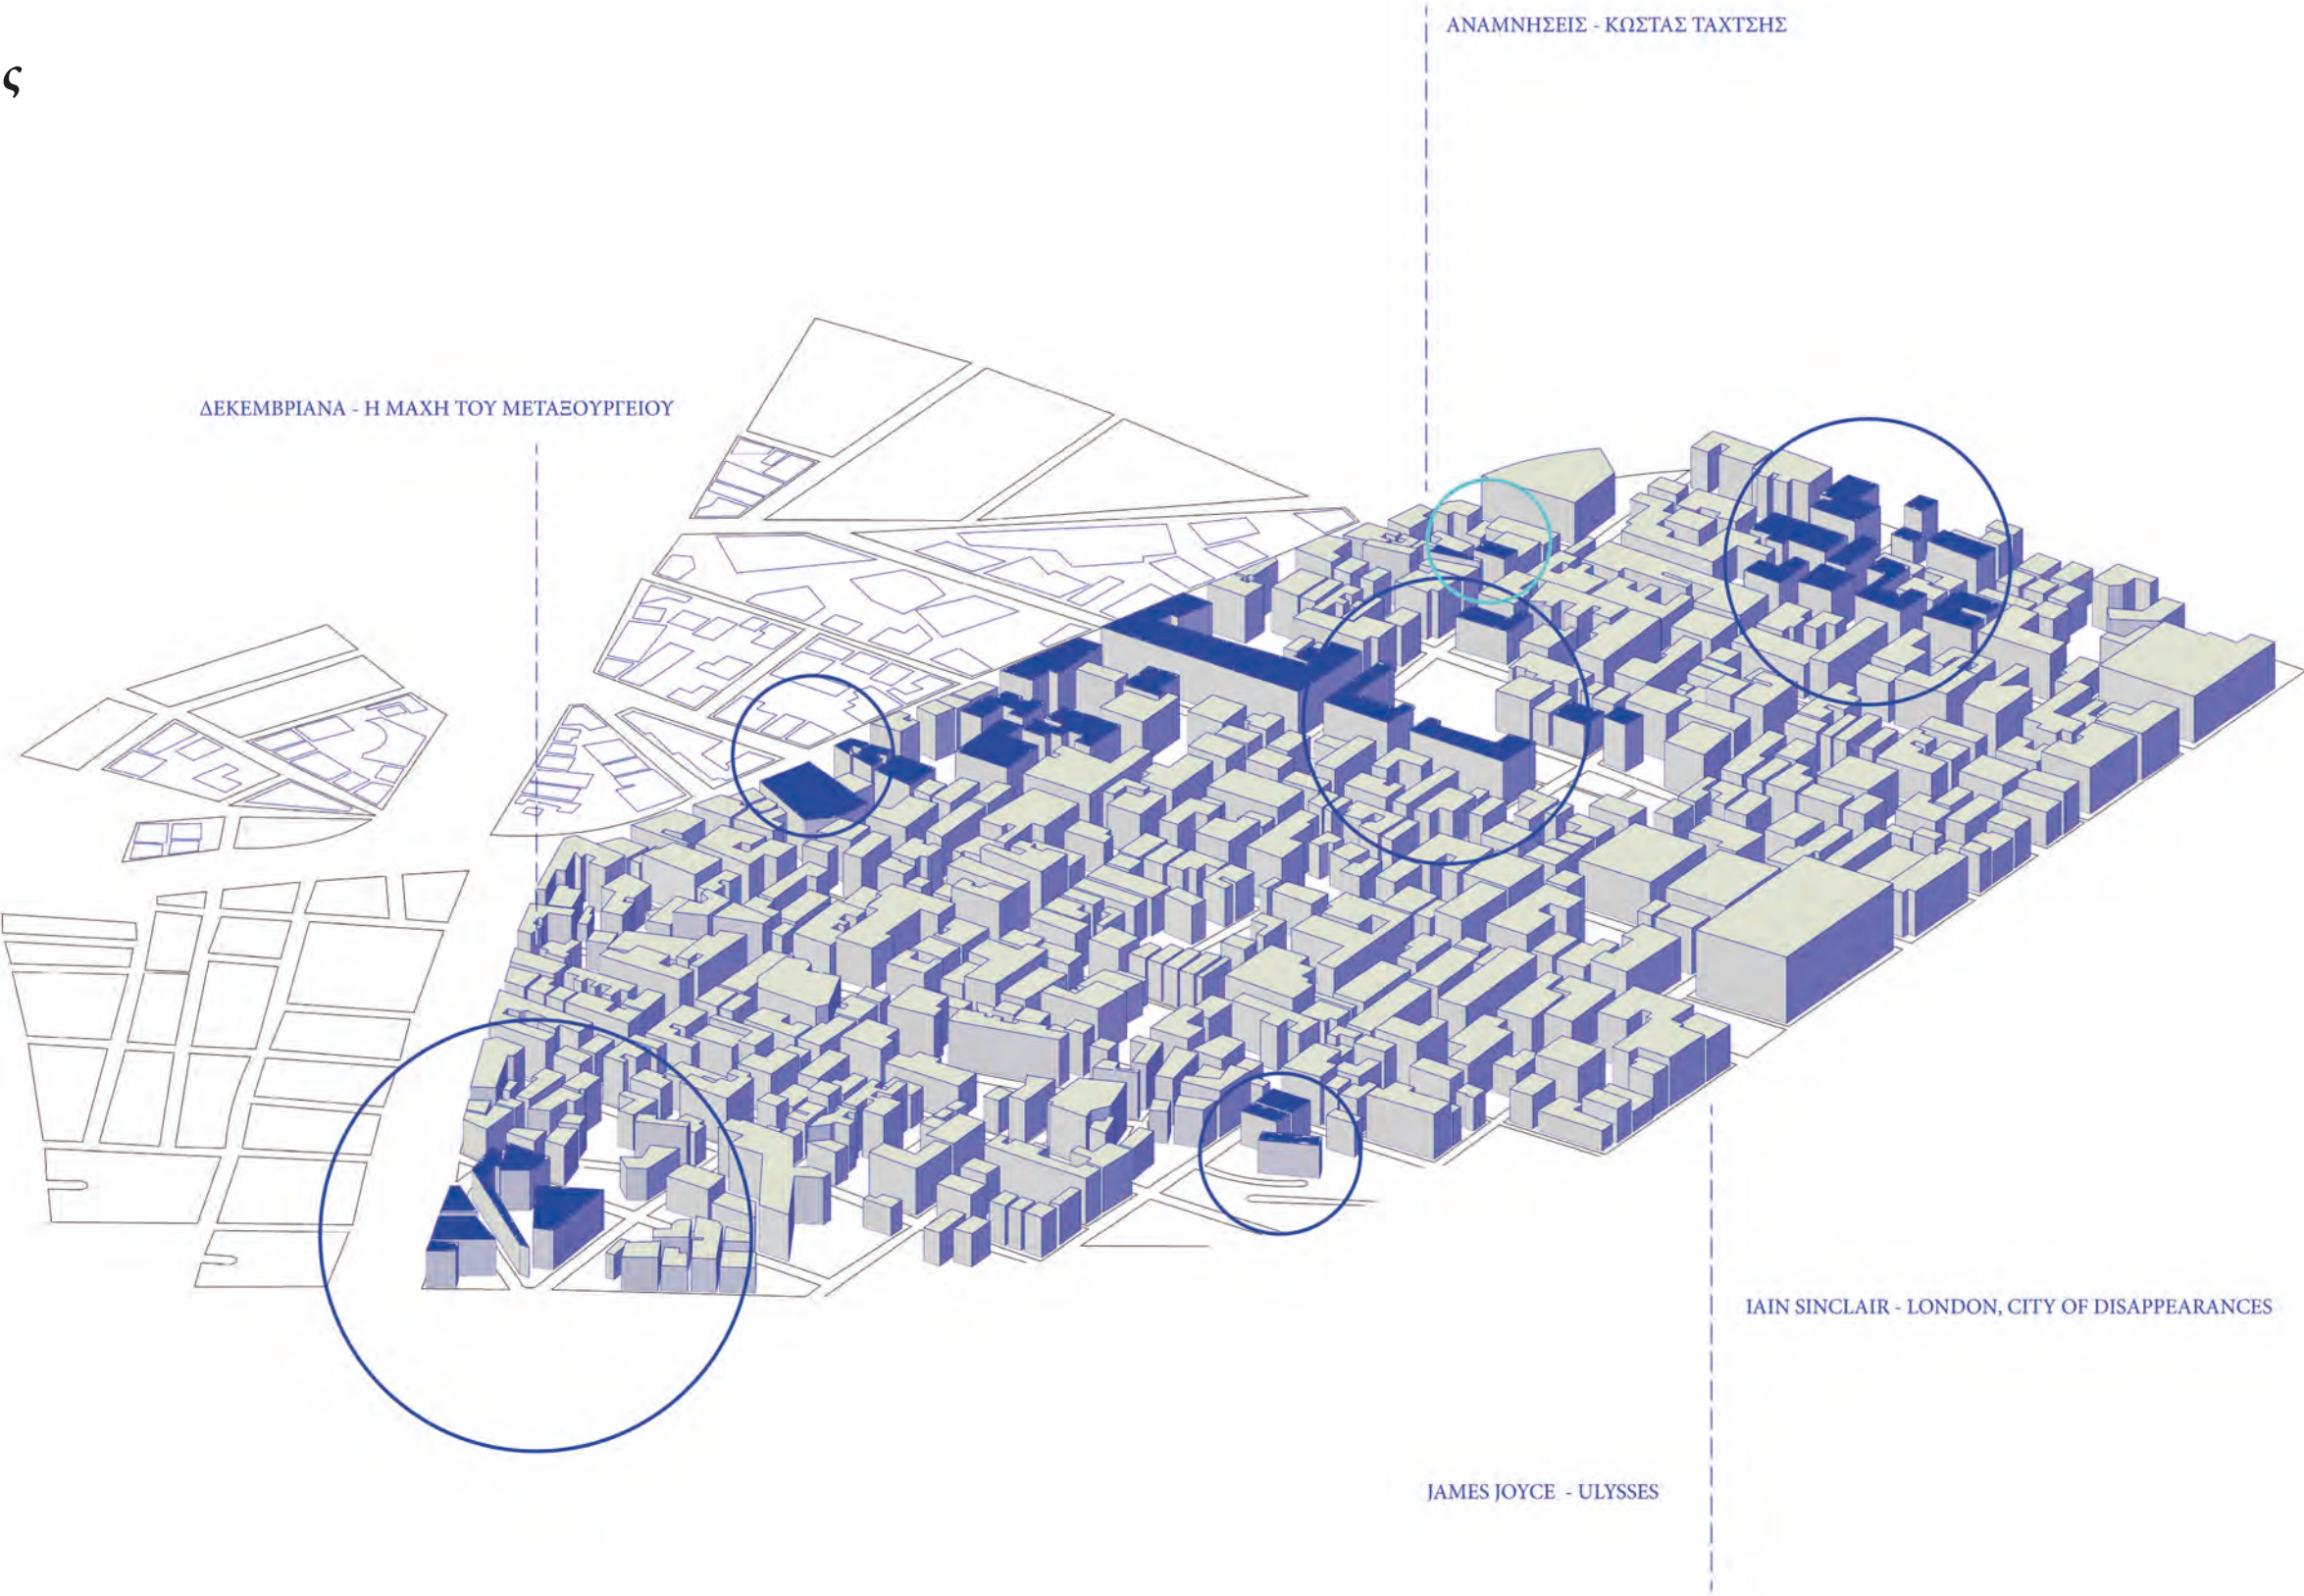 ΑΝΑΜΝΗΣΕΙΣ - ΚΩΣΤΑΣ ΤΑΧΤΣΗΣ
ς
ΔΕΚΕΜΒΡΙΑΝΑ - Η ΜΑΧΗ ΤΟΥ ΜΕΤΑΞΟΥΡΓΕΙΟΥ
IAIN SINCLAIR - LONDON, CITY OF DISAPPEARANCES
JAMES JOYCE - ULYSSES